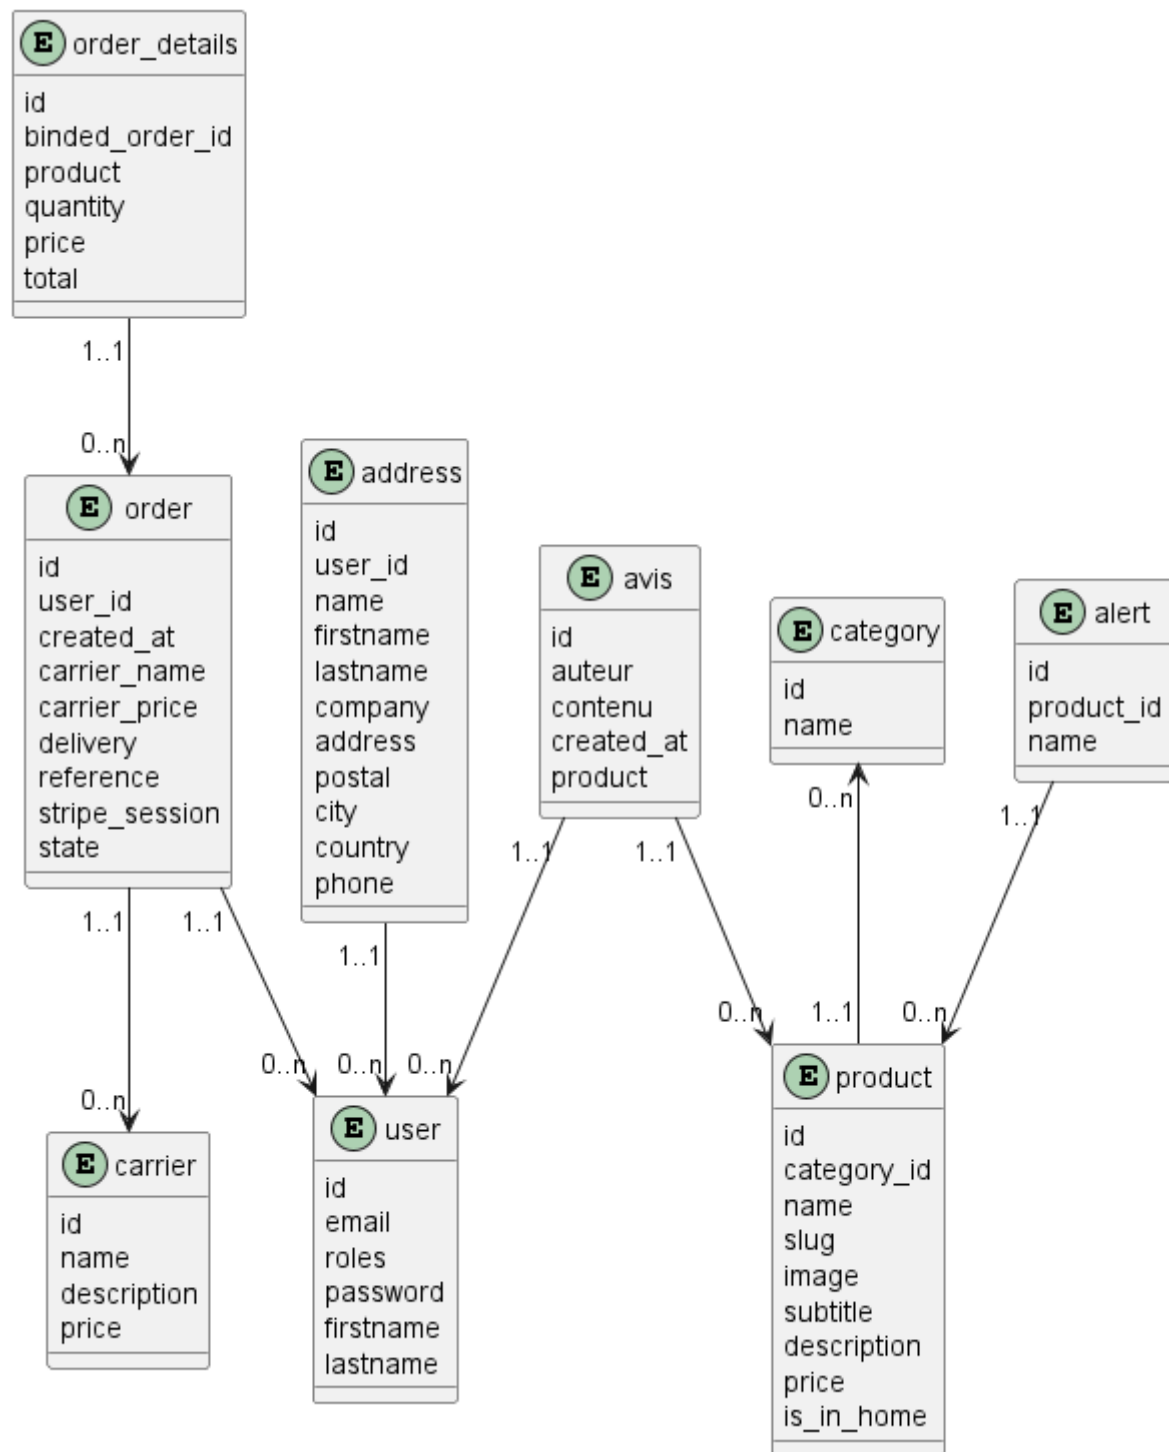 E order_details
id
binded_order_id
product
quantity
price
total
1..1
0..n
E order
id
user_id
created_at
carrier_name
carrier_price
delivery
reference
stripe_session
state
1..1
1..1
E address
id
user_id
name
firstname
lastname
company
address
postal
city
country
phone
1..1
E avis
id
auteur
contenu
created_at
product
1..1
1..1
E category
id
name
0..n
E alert
id
product_id
name
1..1
0..n
E carrier
id
name
description
price
0..n
0..n
0..n
E user
id
email
roles
password
firstname
lastname
0..n
1..1
0..n
E product
id
category_id
name
slug
image
subtitle
description
price
is_in_home